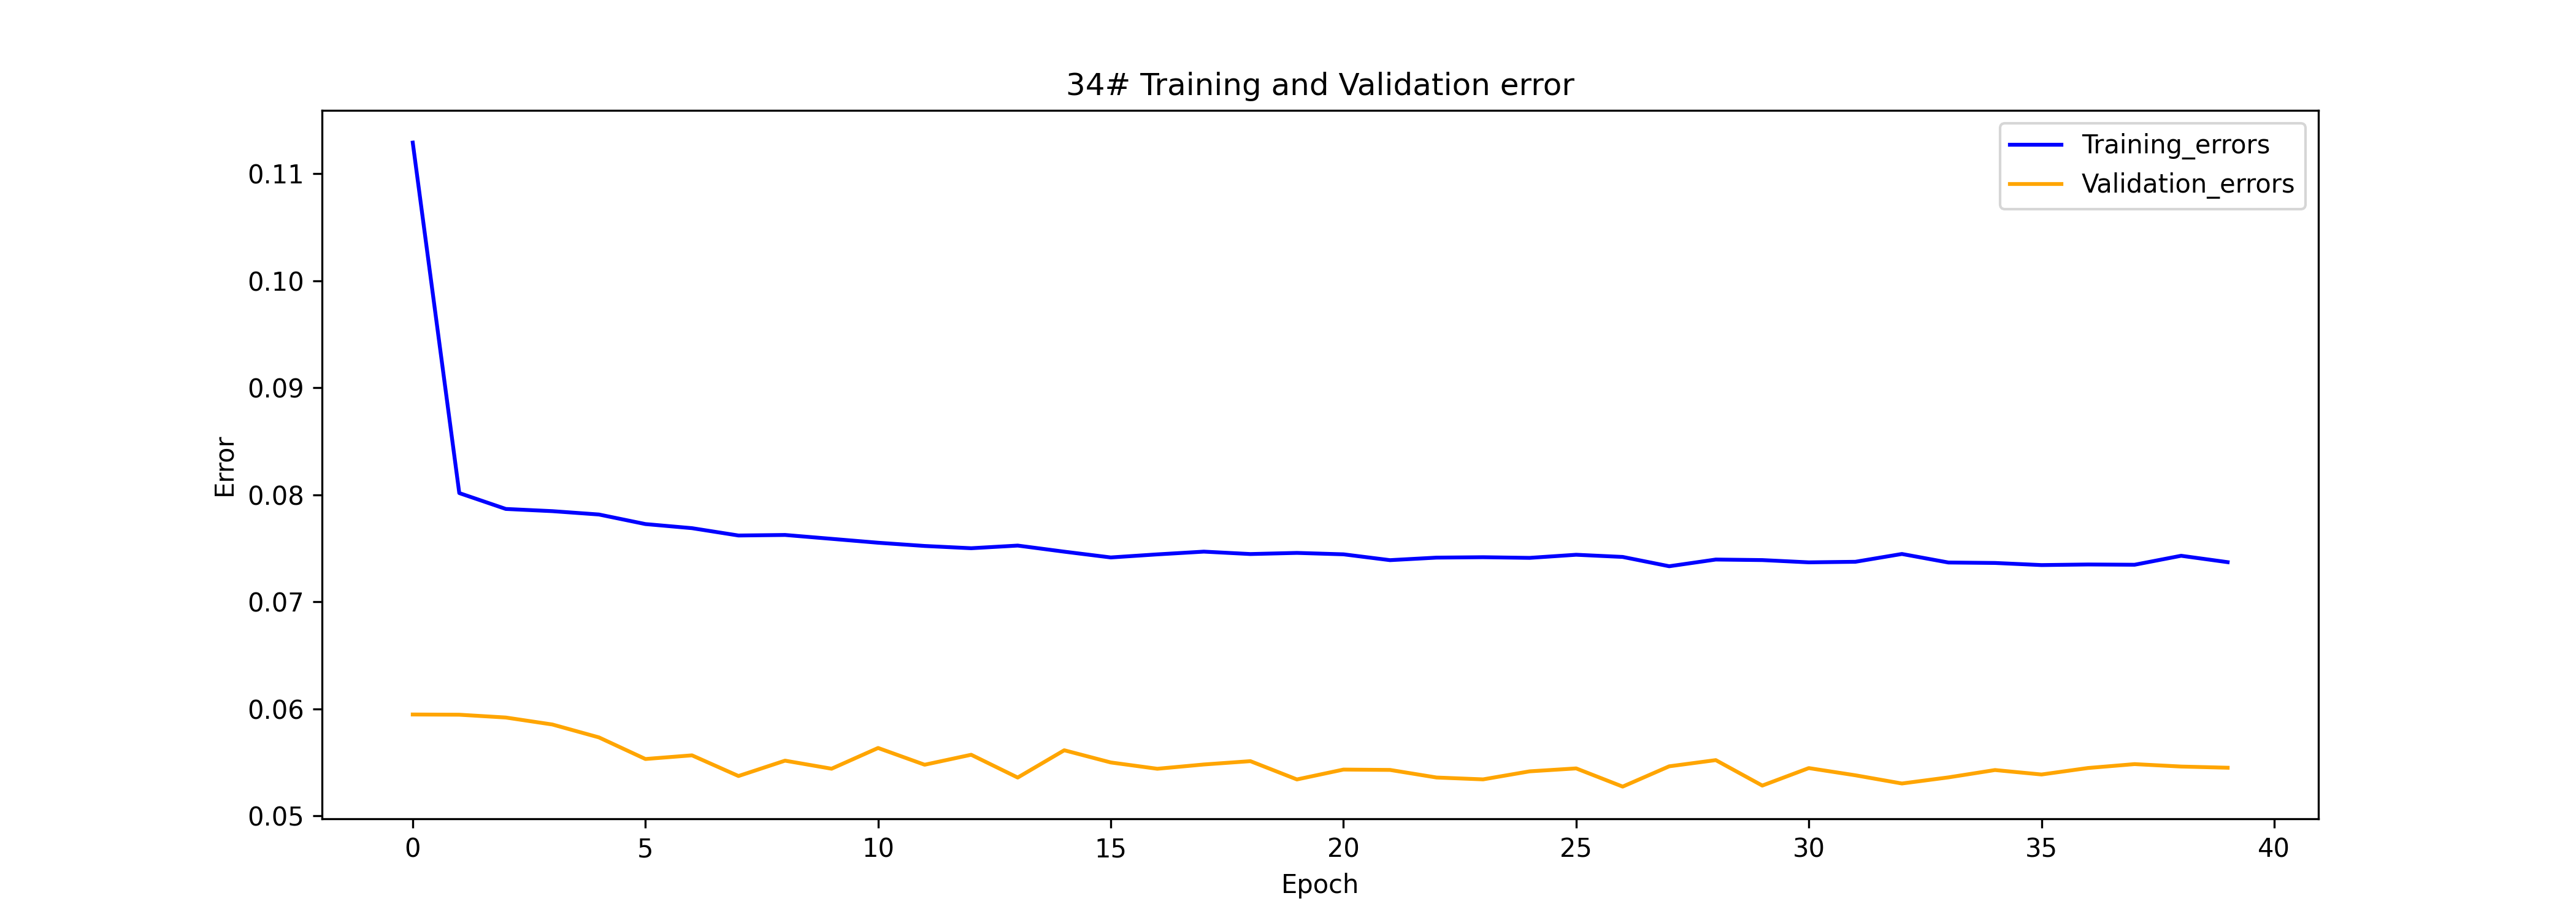 34# Training and Validation error
Training_errors
Validation_errors
0.11
0.10
0.09
0.08
0.07
0.06
0.05
Error
0 5 10 15 20 25 30 35 40
Epoch